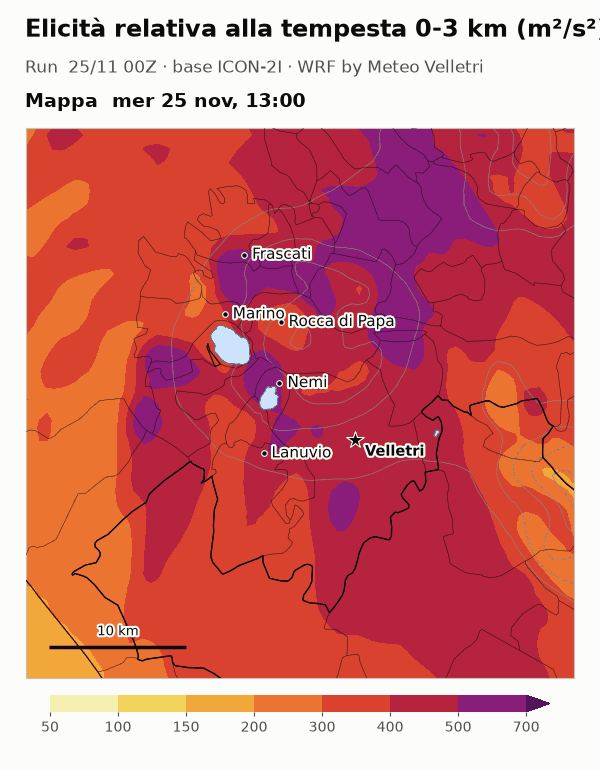 Elicità relativa alla tempesta 0-3 km (m²/s²)
Run 25/11 00Z · base ICON-2I · WRF by Meteo Velletri
Mappa mer 25 nov, 13:00
Frascati
Marino
Rocca di Papa
Nemi
Lanuvio
Velletri
10 km
50 100 150 200 300 400 500 700